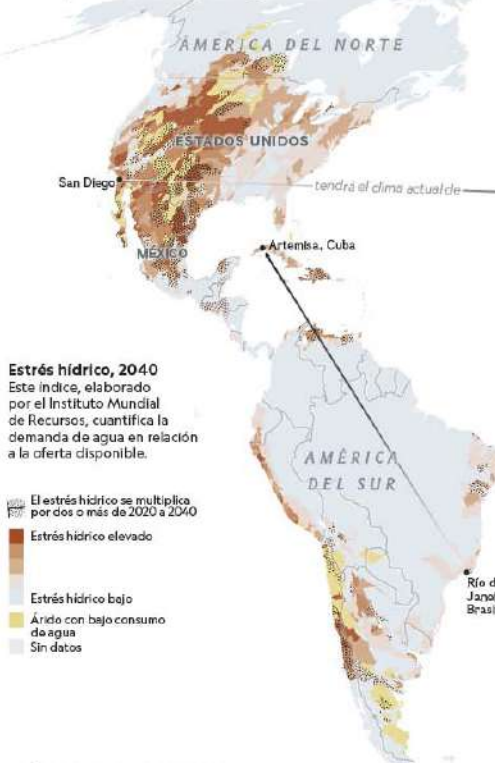 AMÉRICA DEL NORTE
ESTADOS UNIDOS
San Diego
tendrá el clima actual de
Artemisa, Cuba
MÉXICO
Estrés hídrico, 2040
Este índice, elaborado
por el Instituto Mundial
de Recursos, cuantifica la
demanda de agua en relación
a la oferta disponible.
AMÉRICA
DEL SUR
El estrés hídrico se multiplica
por dos o más de 2020 a 2040
Estrés hídrico elevado
Estrés hídrico bajo
Árido con bajo consumo
de agua
Sin datos
Río d
Janei
Brasi